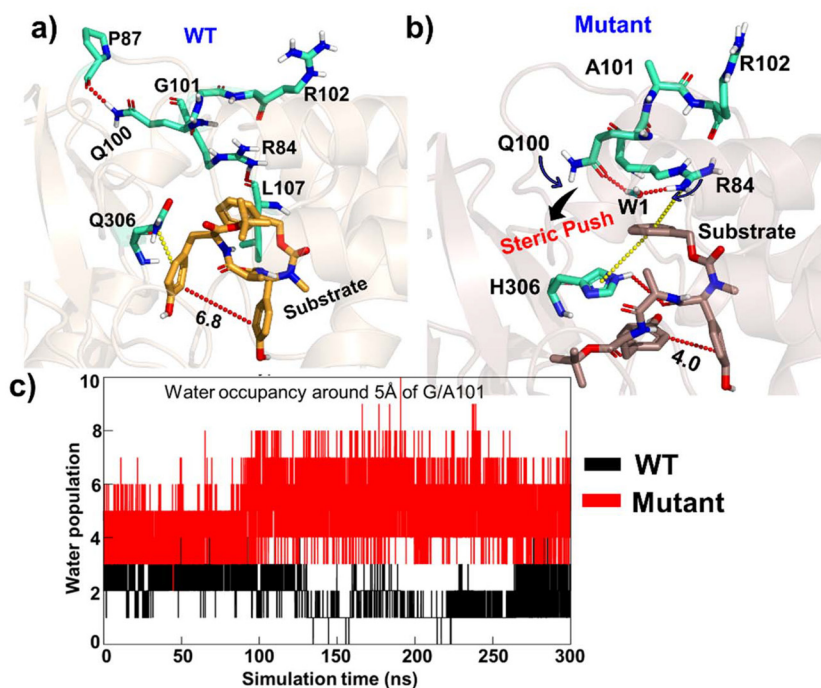 a)
WT
P87
G101
R102
Q100
R84
L107
Q306
Substrate
6.8
b)
Mutant
A101
R102
Q100
R84
W1
Steric Push
Substrate
H306
4.0
c)
Water occupancy around 5Å of G/A101
10
8
6
4
2
0
Water population
0 50 100 150 200 250 300
Simulation time (ns)
WT
Mutant